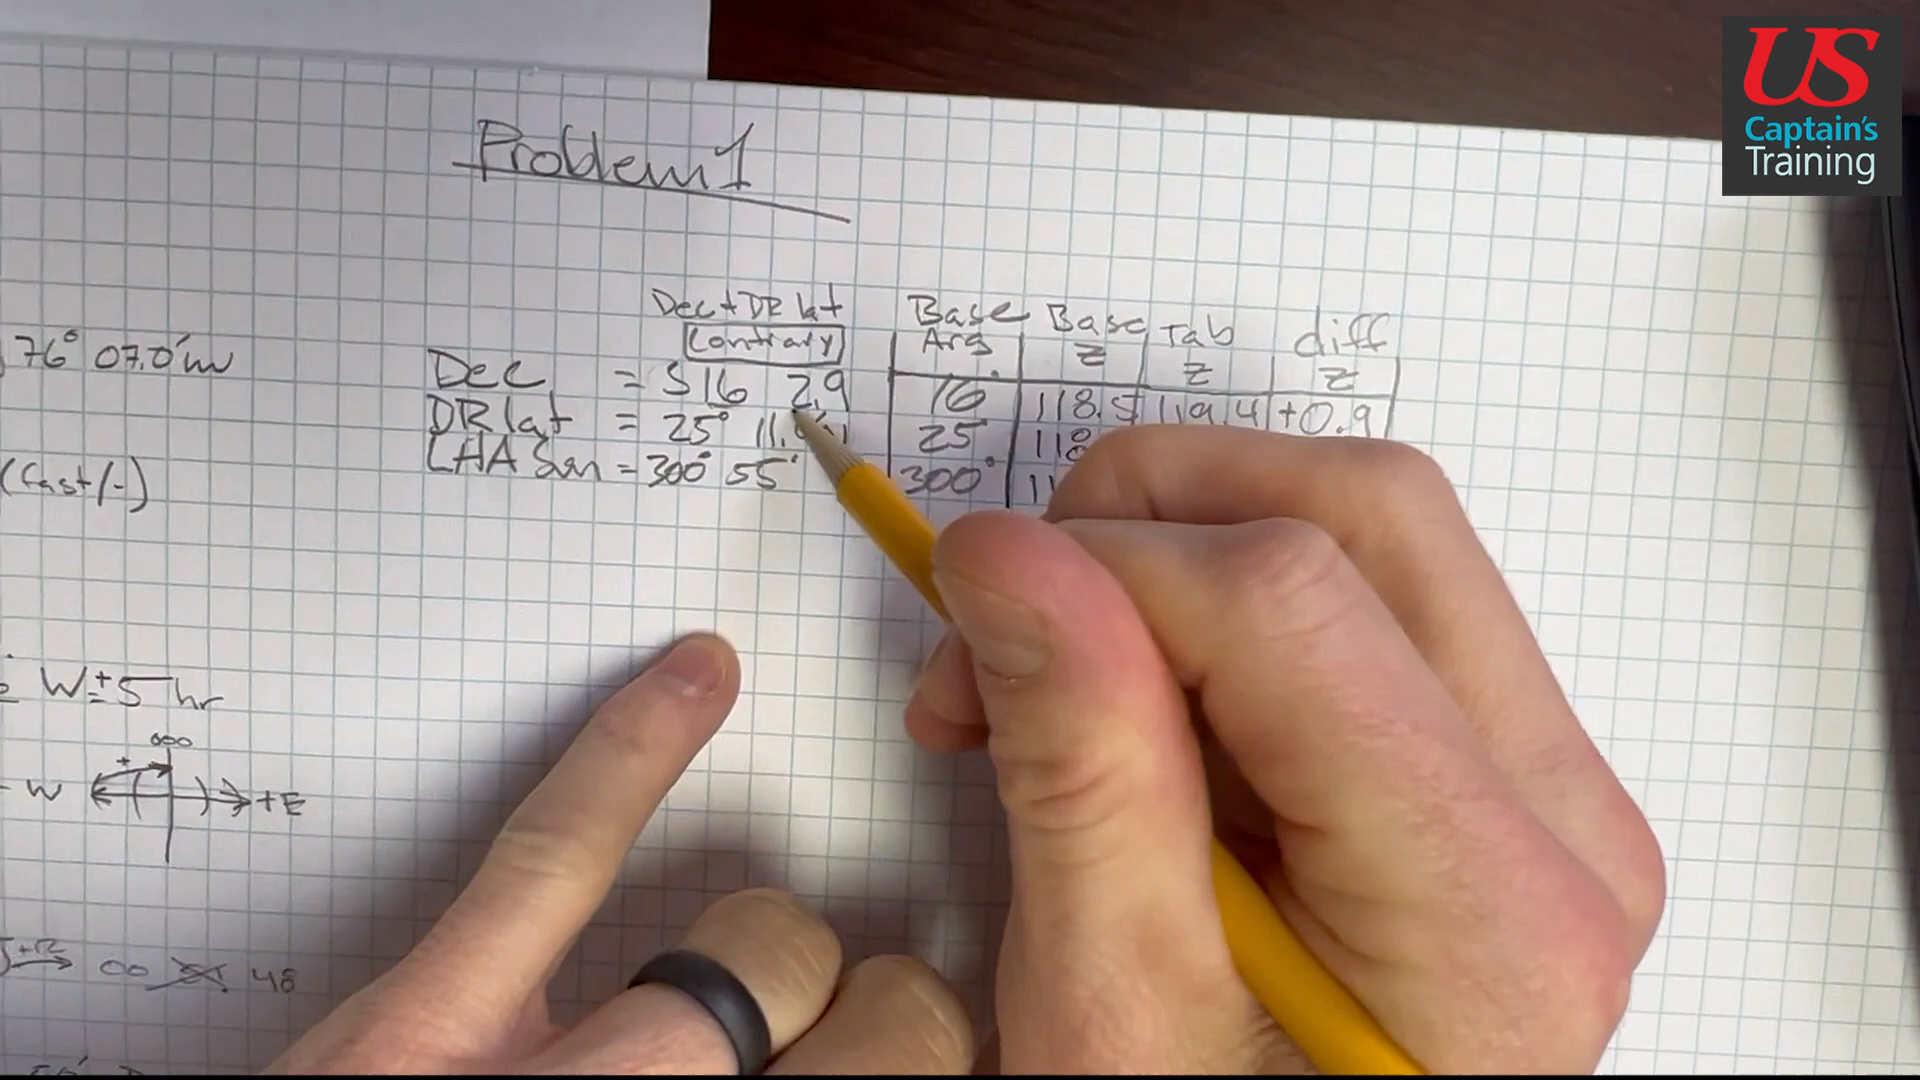 US
Captain's
Training
Problem 1
Dec + DR lat
Contrary
Base Arg.
Base z
Tab z
diff z
Dec = S16 2.9 16 118.5 119.4 +0.9
DR lat = 25° 25
LHA Sun = 300° 55' 300°
76° 07.0' W
(fast/-)
W ± 5 hr
000
+
W
+E
00 48